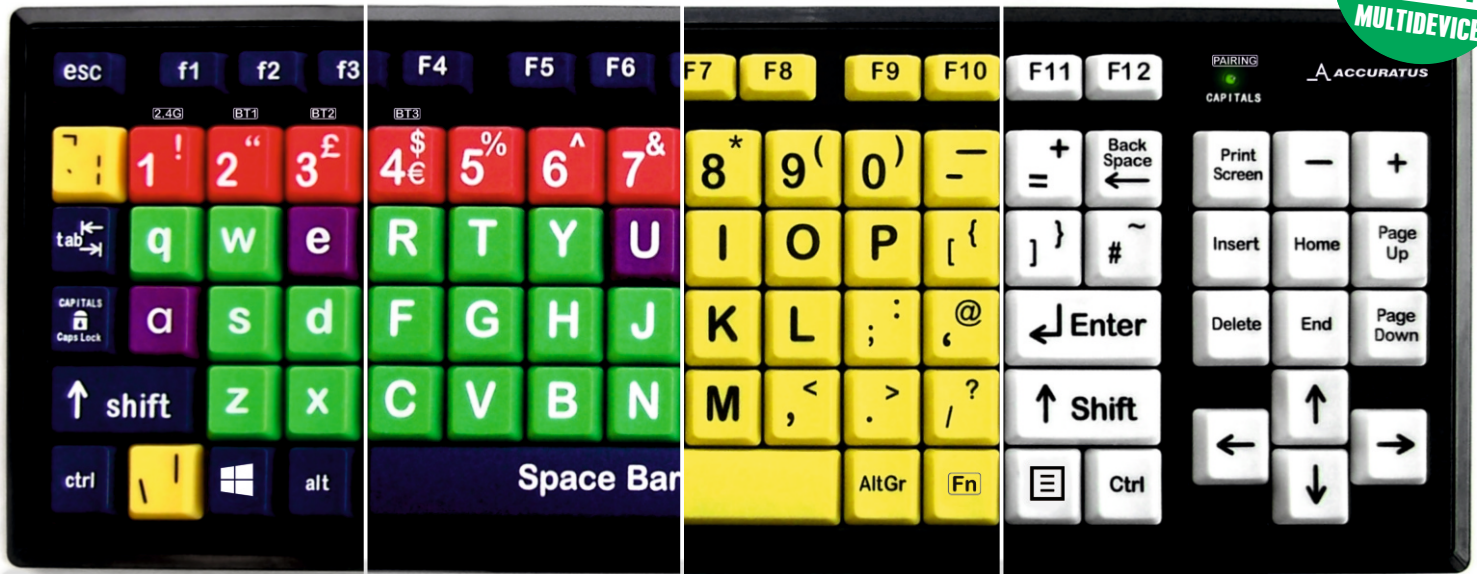 MULTIDEVICE
esc f1 f2 f3 F4 F5 F6 F7 F8 F9 F10 F11 F12
PAIRING
CAPITALS
ACCURATUS
2.4G BT1 BT2 BT3
¬ ` ¦
1 ! 2 “ 3 £ 4 $ € 5 % 6 ^ 7 & 8 * 9 ( 0 ) - _ = +
Back
Space
←
Print
Screen
− +
tab
q w e R T Y U I O P [ { ] } # ~
Insert Home
Page
Up
CAPITALS
Caps Lock
a s d F G H J K L ; : ‘ @
Enter
Delete End
Page
Down
↑ shift z x C V B N M , < . > / ? ↑ Shift
↑
ctrl \ | alt Space Bar AltGr Fn Ctrl
← ↓ →